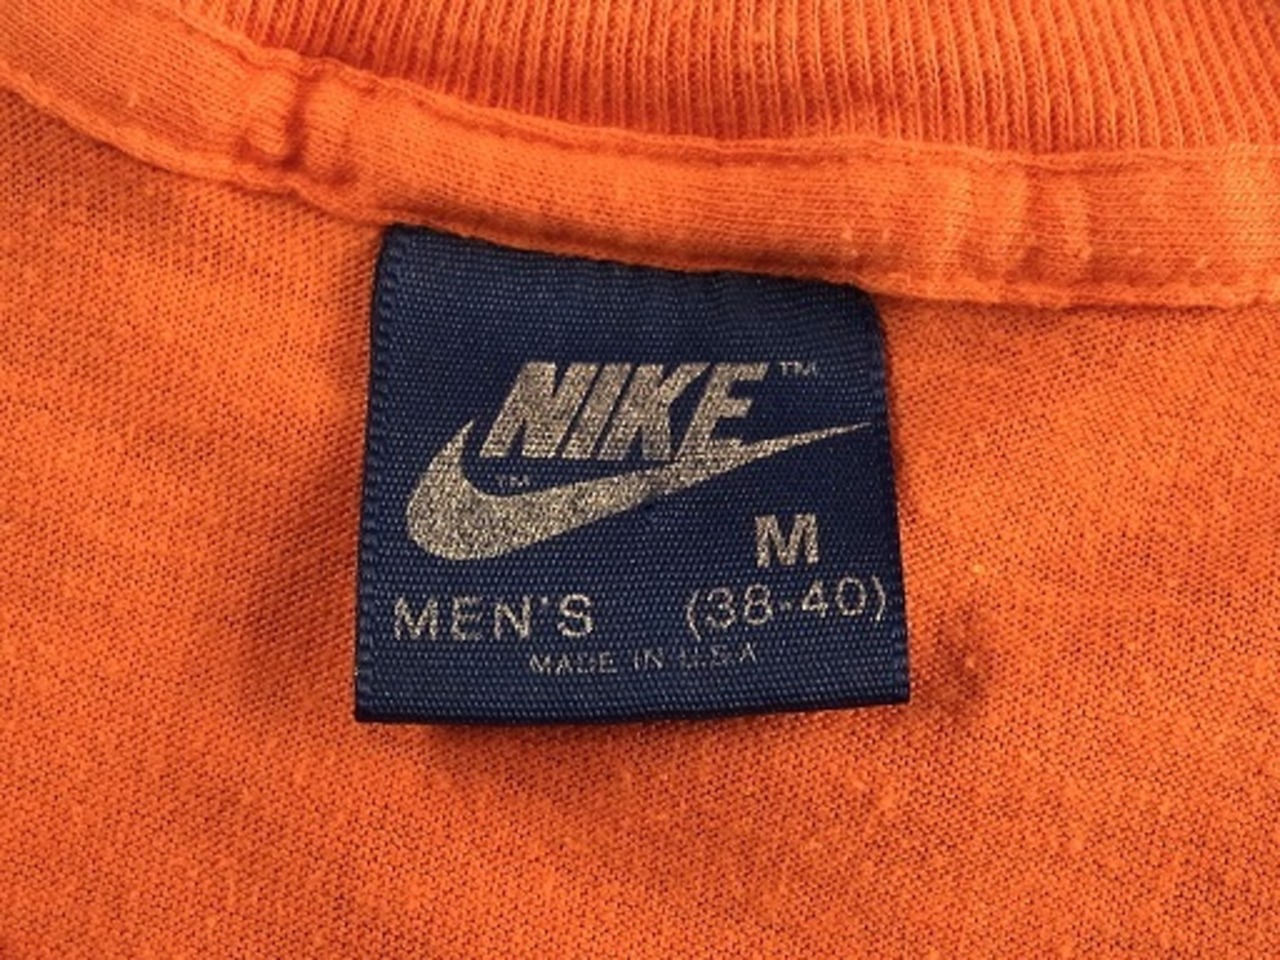 NIKE™
™
M
MEN'S (38-40)
MADE IN U.S.A